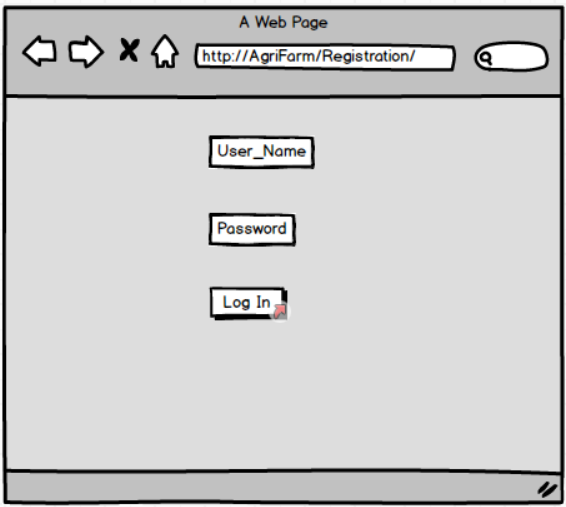 A Web Page
http://AgriFarm/Registration/
User_Name
Password
Log In